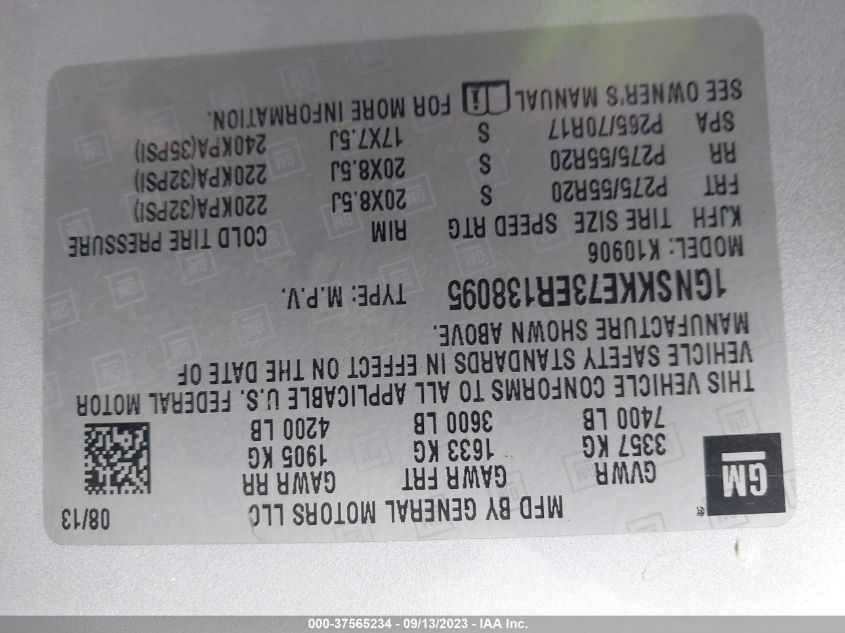 MFD BY GENERAL MOTORS LLC 08/13
GM
GVWR GAWR FRT GAWR RR
3357 KG 1633 KG 1905 KG
7400 LB 3600 LB 4200 LB
THIS VEHICLE CONFORMS TO ALL APPLICABLE U.S. FEDERAL MOTOR
VEHICLE SAFETY STANDARDS IN EFFECT ON THE DATE OF
MANUFACTURE SHOWN ABOVE.
1GNSKKE73ER138095 TYPE: M.P.V.
MODEL: K10906
KJFH TIRE SIZE SPEED RTG RIM COLD TIRE PRESSURE
FRT P275/55R20 S 20X8.5J 220KPA(32PSI)
RR P275/55R20 S 20X8.5J 220KPA(32PSI)
SPA P265/70R17 S 17X7.5J 240KPA(35PSI)
SEE OWNER'S MANUAL i FOR MORE INFORMATION.
000-37565234 - 09/13/2023 - IAA Inc.